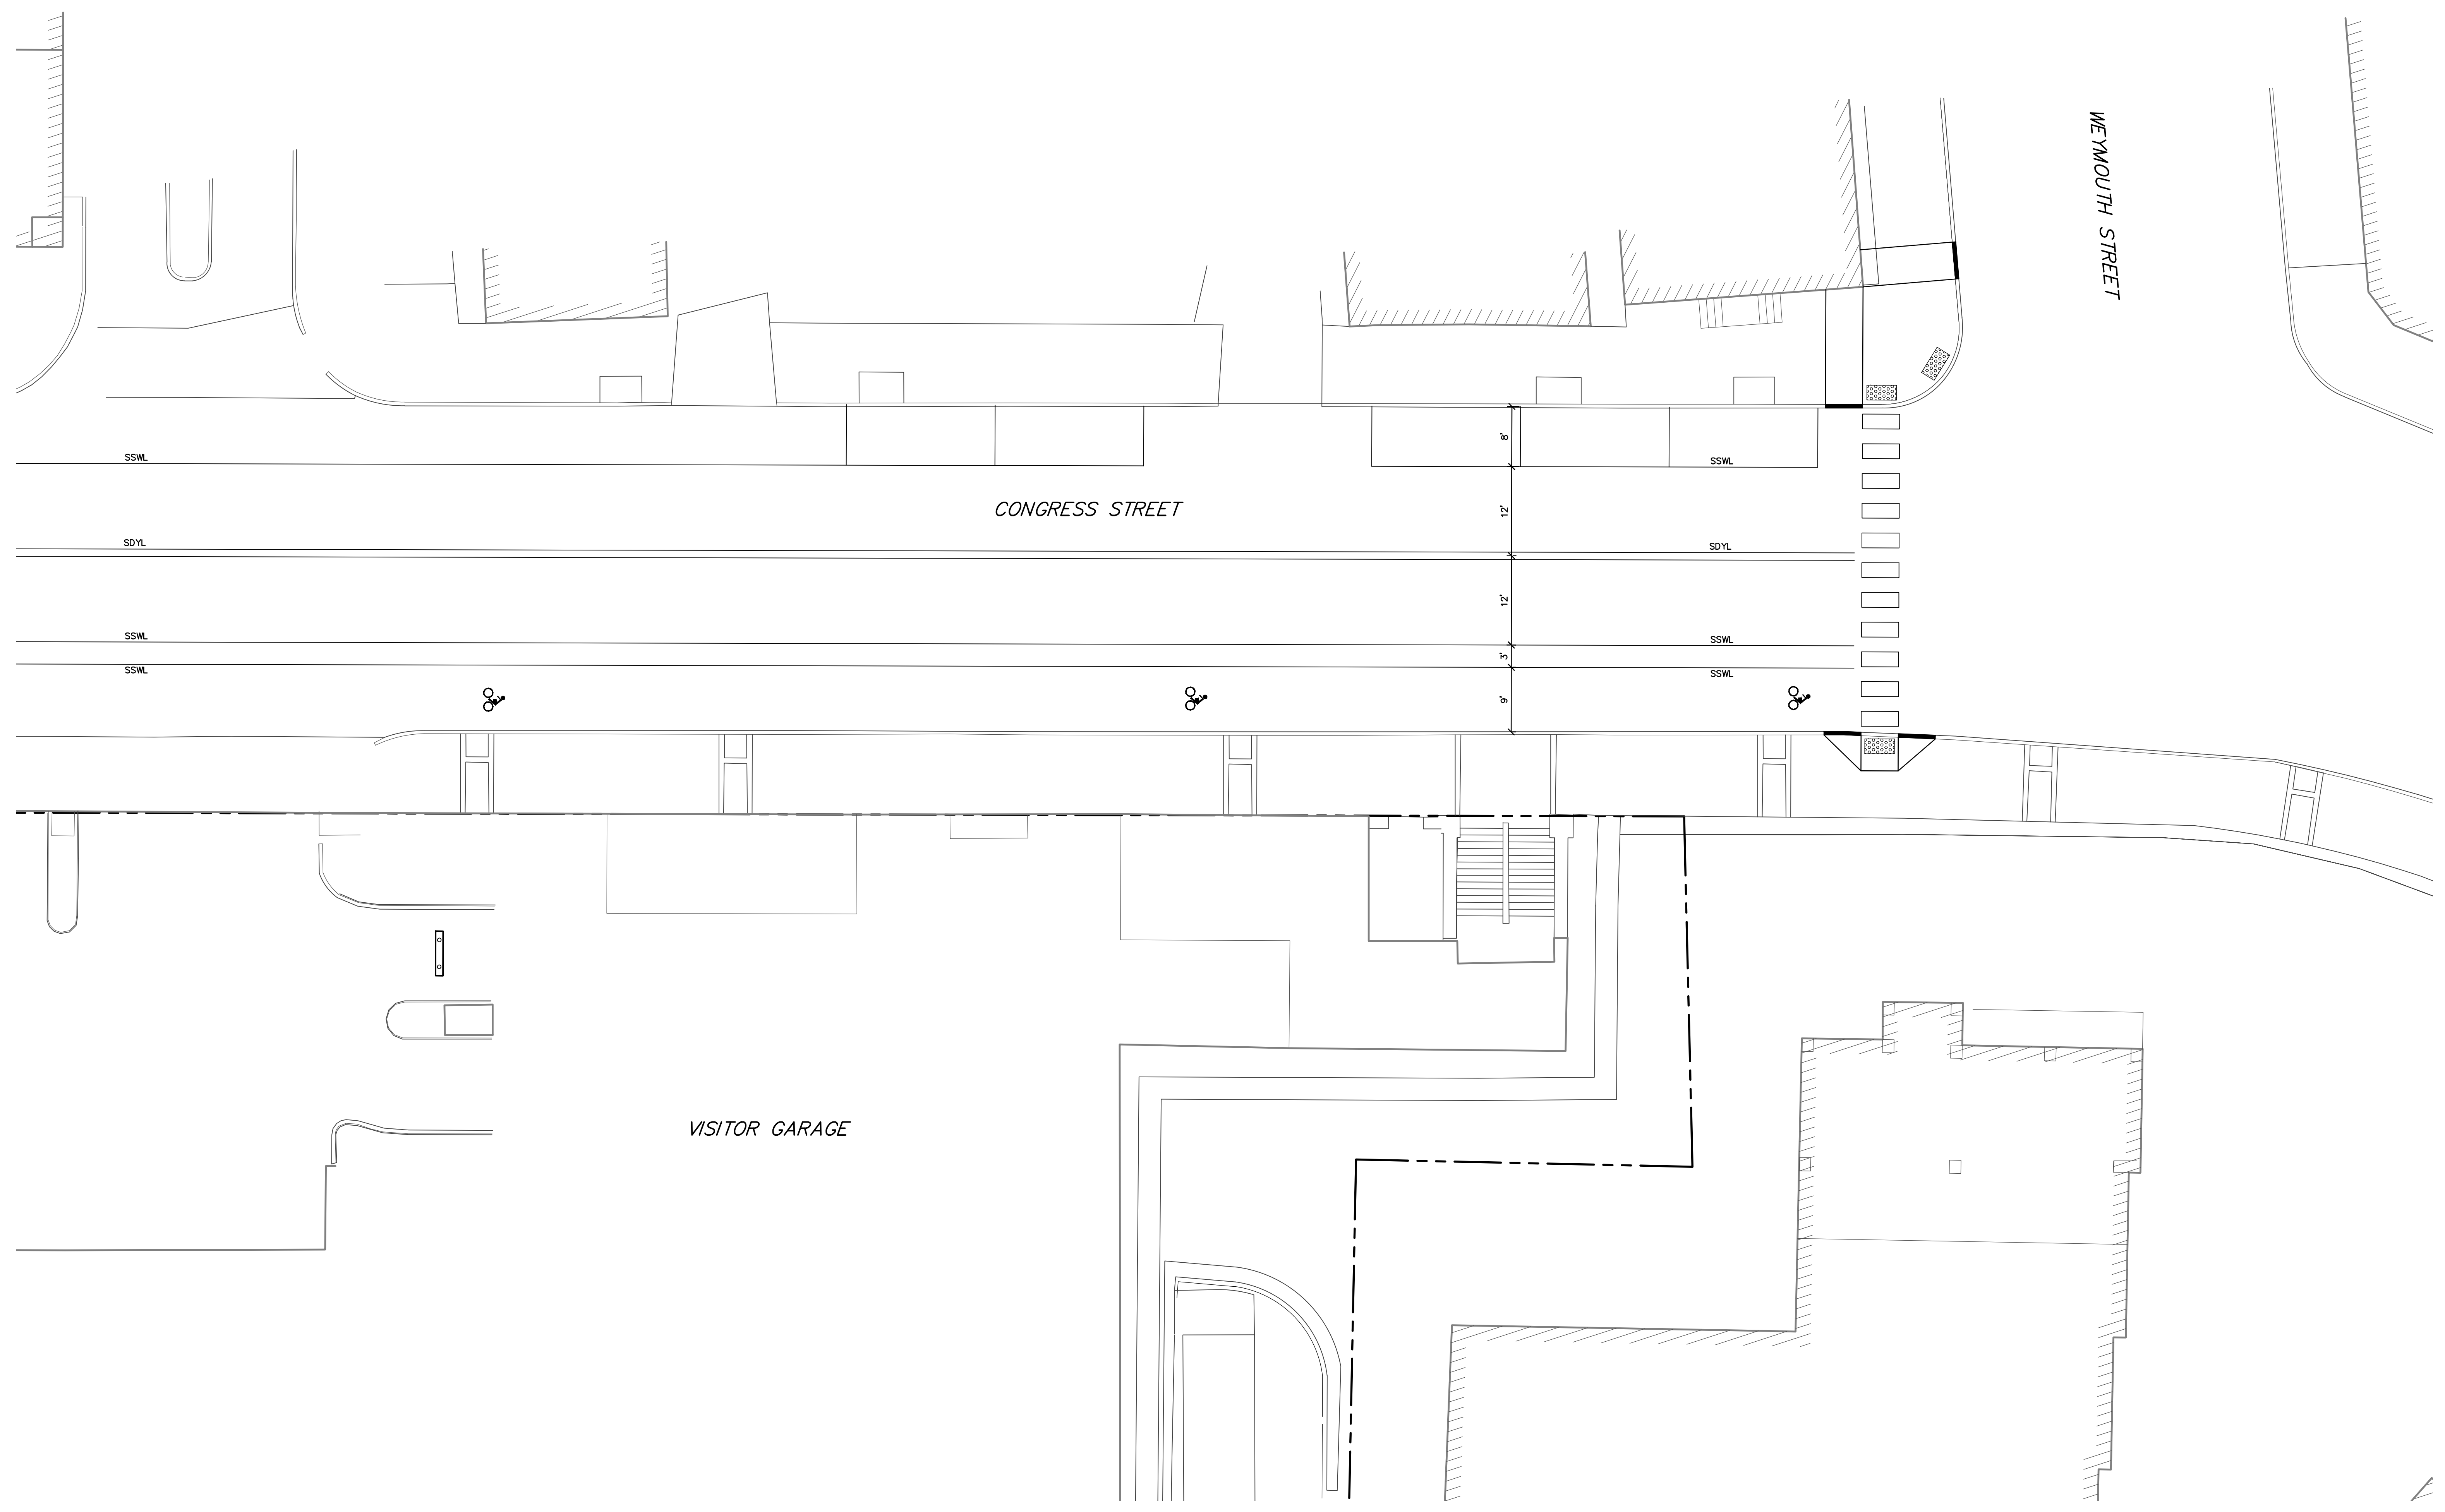 WEYMOUTH STREET
8'
SSWL
SSWL
CONGRESS STREET
12'
SDYL
SDYL
12'
SSWL
SSWL
3'
SSWL
SSWL
9'
VISITOR GARAGE